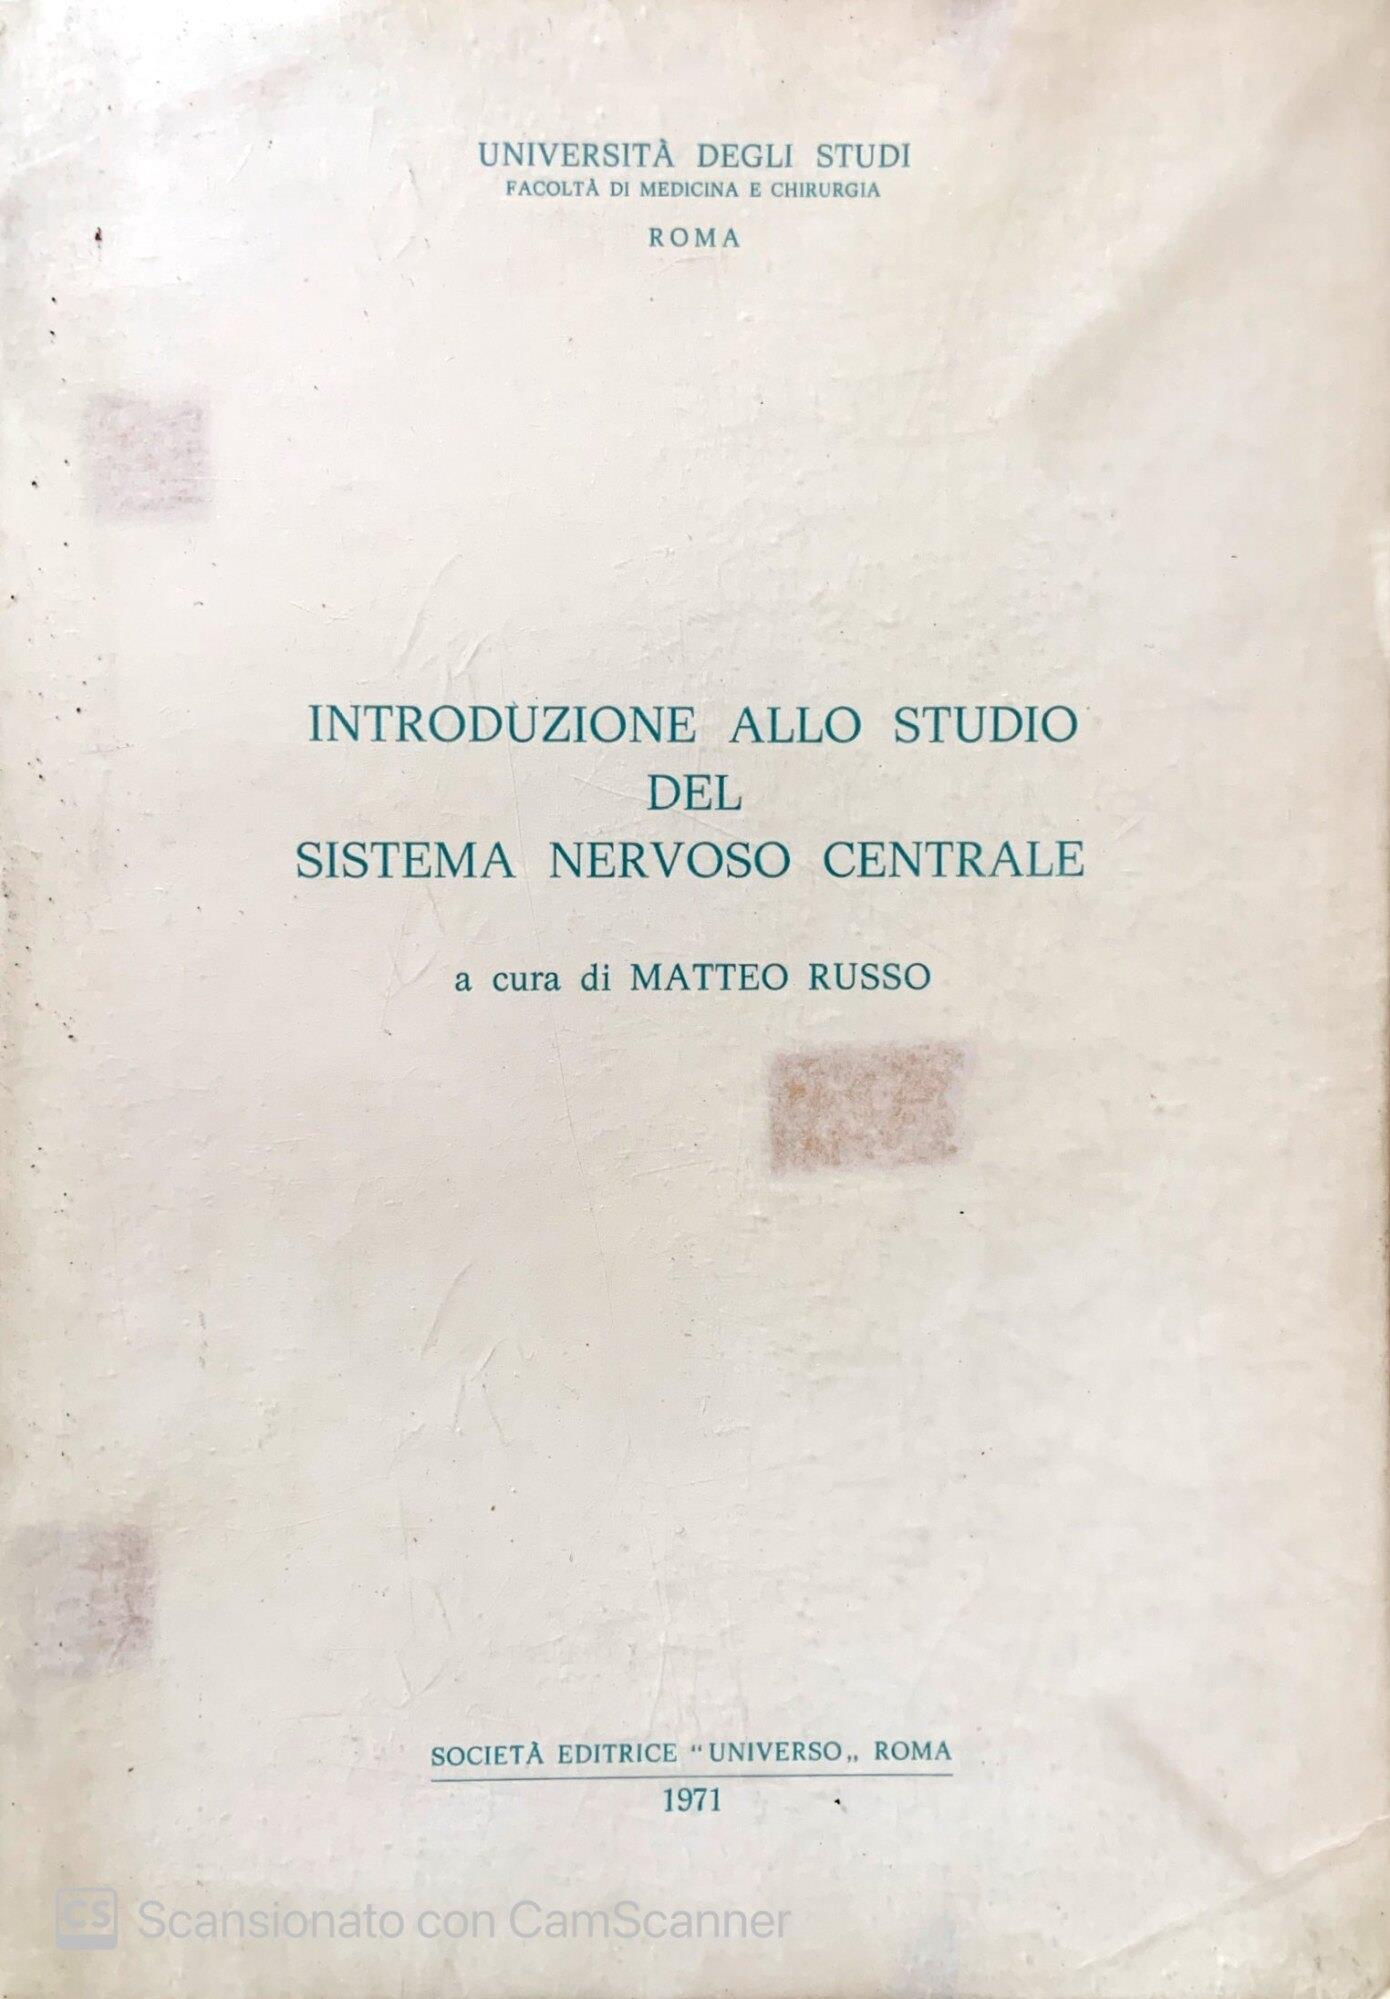 UNIVERSITÀ DEGLI STUDI
FACOLTÀ DI MEDICINA E CHIRURGIA
ROMA
INTRODUZIONE ALLO STUDIO
DEL
SISTEMA NERVOSO CENTRALE
a cura di MATTEO RUSSO
SOCIETÀ EDITRICE “UNIVERSO„ ROMA
1971
CS Scansionato con CamScanner